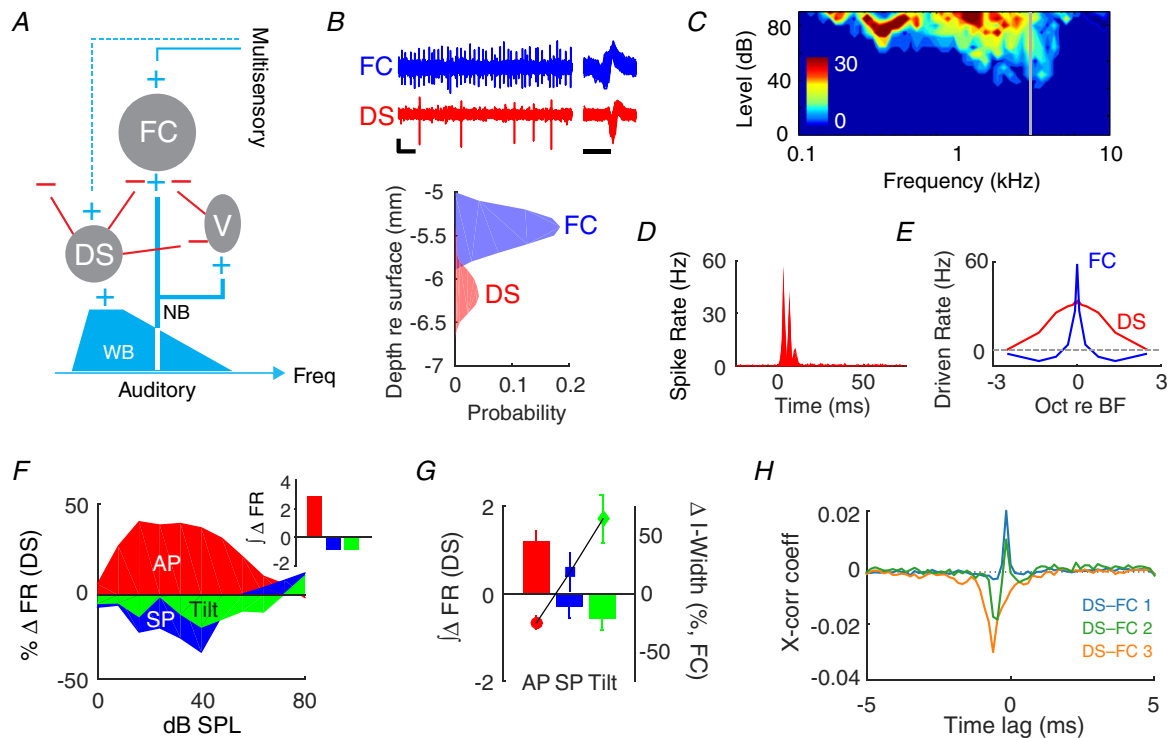 A
Multisensory
+
FC
+
DS
V
NB
WB
Auditory
Freq
B
FC
DS
Depth re surface (mm)
-5
-5.5
-6
-6.5
-7
FC
DS
0
0.1
0.2
Probability
C
Level (dB)
80
40
0
30
0
0.1
1
10
Frequency (kHz)
D
Spike Rate (Hz)
60
30
0
0
50
Time (ms)
E
Driven Rate (Hz)
60
0
FC
DS
-3
0
3
Oct re BF
F
% Δ FR (DS)
50
0
-50
AP
SP
Tilt
0
40
80
dB SPL
∫ Δ FR
4
2
0
-2
G
∫Δ FR (DS)
2
0
-2
AP SP Tilt
50
0
-50
Δ I-Width (%, FC)
H
X-corr coeff
0.02
0
-0.02
-0.04
DS–FC 1
DS–FC 2
DS–FC 3
-5
0
5
Time lag (ms)